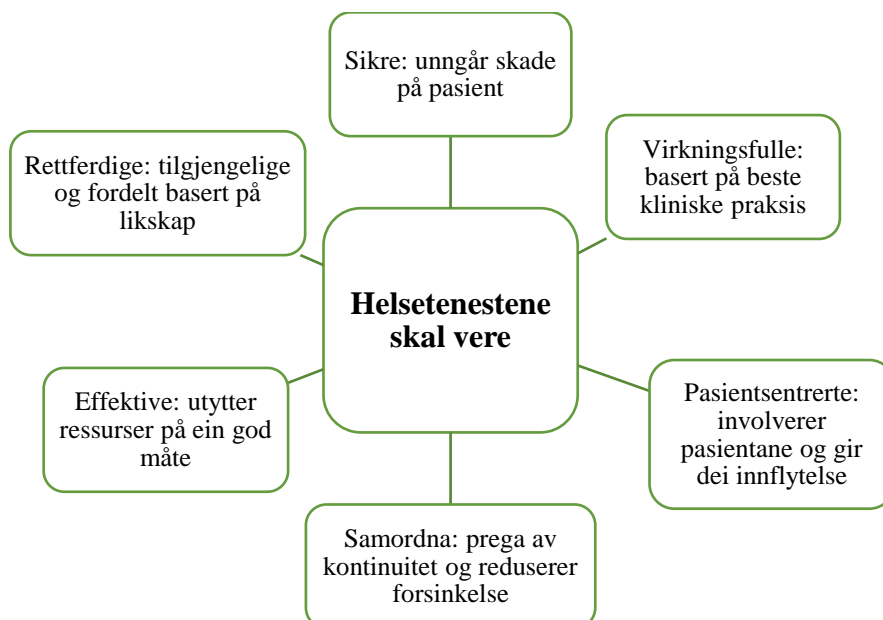 Sikre: unngår skade
på pasient
Virkningsfulle:
basert på beste
kliniske praksis
Pasientsentrerte:
involverer
pasientane og gir
dei innflytelse
Samordna: prega av
kontinuitet og reduserer
forsinkelse
Effektive: utytter
ressurser på ein god
måte
Rettferdige: tilgjengelige
og fordelt basert på
likskap
Helsetenestene
skal vere